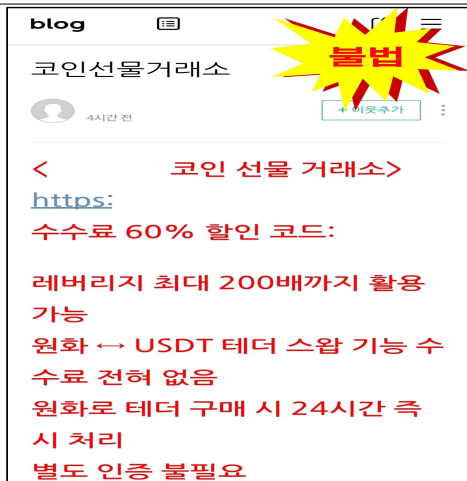 blog
불법
코인선물거래소
4시간 전
+ 이웃추가
< 코인 선물 거래소>
https:
수수료 60% 할인 코드:
레버리지 최대 200배까지 활용
가능
원화 ↔ USDT 테더 스왑 기능 수
수료 전혀 없음
원화로 테더 구매 시 24시간 즉
시 처리
별도 인증 불필요